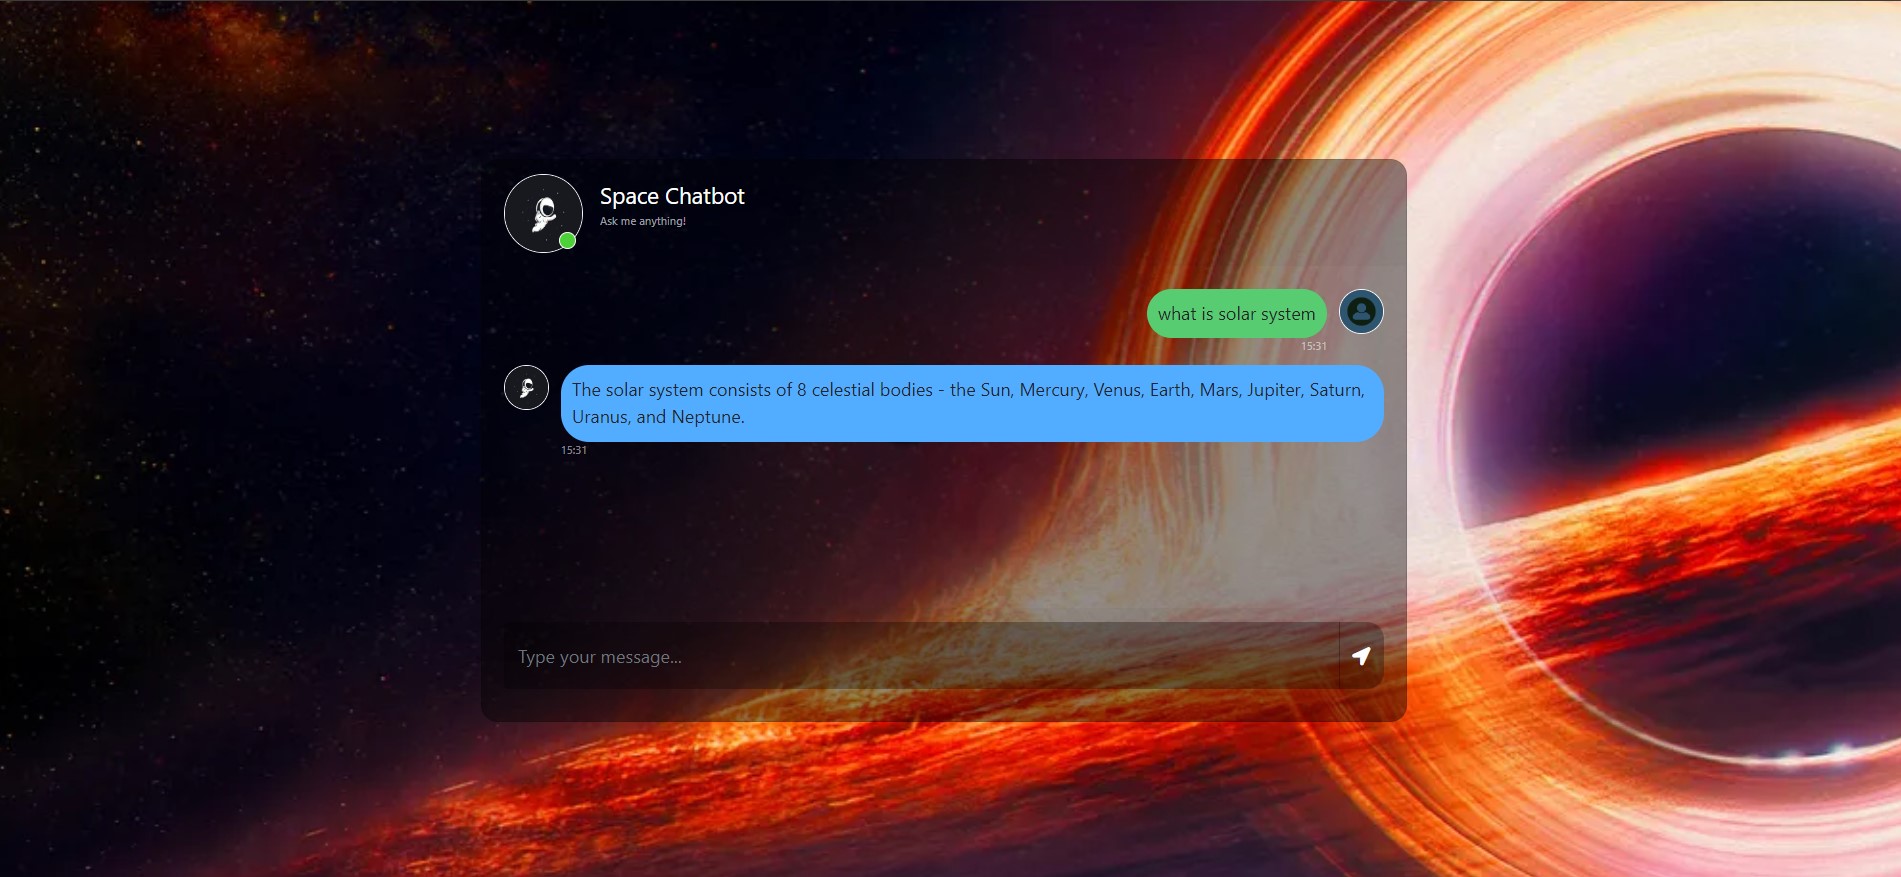 Space Chatbot
Ask me anything!
what is solar system
15:31
The solar system consists of 8 celestial bodies - the Sun, Mercury, Venus, Earth, Mars, Jupiter, Saturn,
Uranus, and Neptune.
15:31
Type your message...